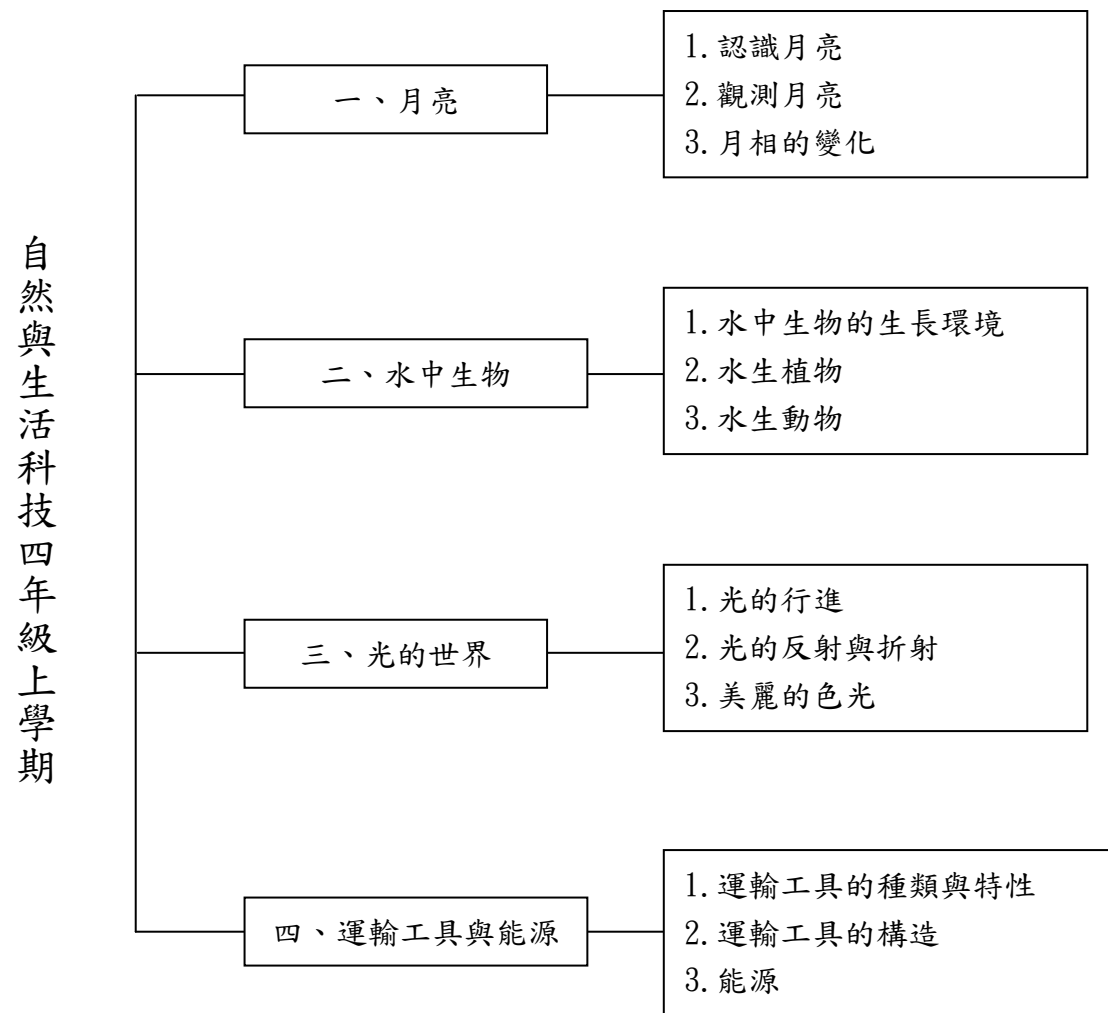 自然與生活科技四年級上學期
一、月亮
1.認識月亮
2.觀測月亮
3.月相的變化
二、水中生物
1.水中生物的生長環境
2.水生植物
3.水生動物
三、光的世界
1.光的行進
2.光的反射與折射
3.美麗的色光
四、運輸工具與能源
1.運輸工具的種類與特性
2.運輸工具的構造
3.能源